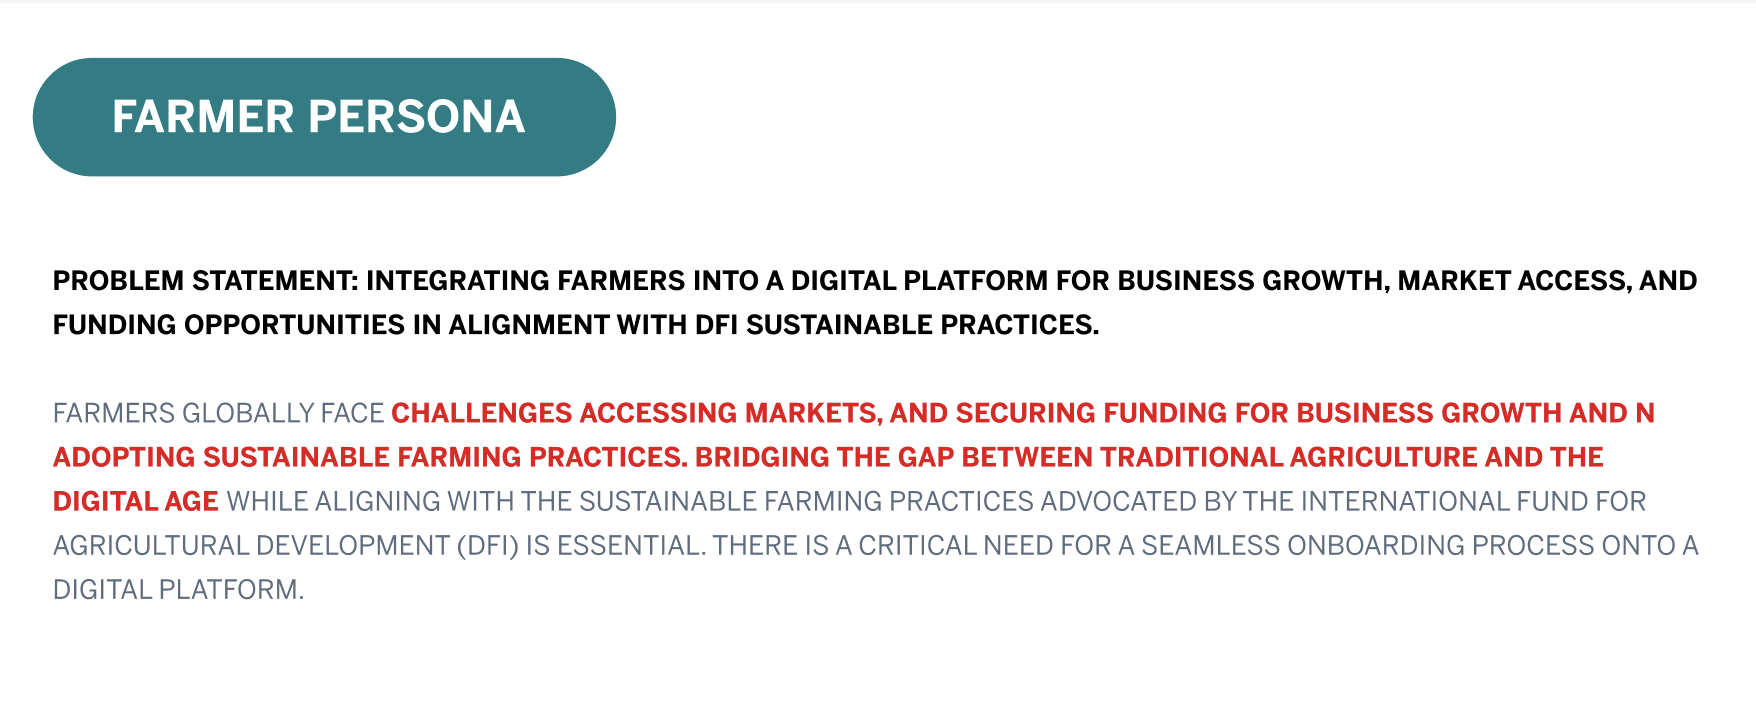 FARMER PERSONA
PROBLEM STATEMENT: INTEGRATING FARMERS INTO A DIGITAL PLATFORM FOR BUSINESS GROWTH, MARKET ACCESS, AND
FUNDING OPPORTUNITIES IN ALIGNMENT WITH DFI SUSTAINABLE PRACTICES.
FARMERS GLOBALLY FACE CHALLENGES ACCESSING MARKETS, AND SECURING FUNDING FOR BUSINESS GROWTH AND N
ADOPTING SUSTAINABLE FARMING PRACTICES. BRIDGING THE GAP BETWEEN TRADITIONAL AGRICULTURE AND THE
DIGITAL AGE WHILE ALIGNING WITH THE SUSTAINABLE FARMING PRACTICES ADVOCATED BY THE INTERNATIONAL FUND FOR
AGRICULTURAL DEVELOPMENT (DFI) IS ESSENTIAL. THERE IS A CRITICAL NEED FOR A SEAMLESS ONBOARDING PROCESS ONTO A
DIGITAL PLATFORM.